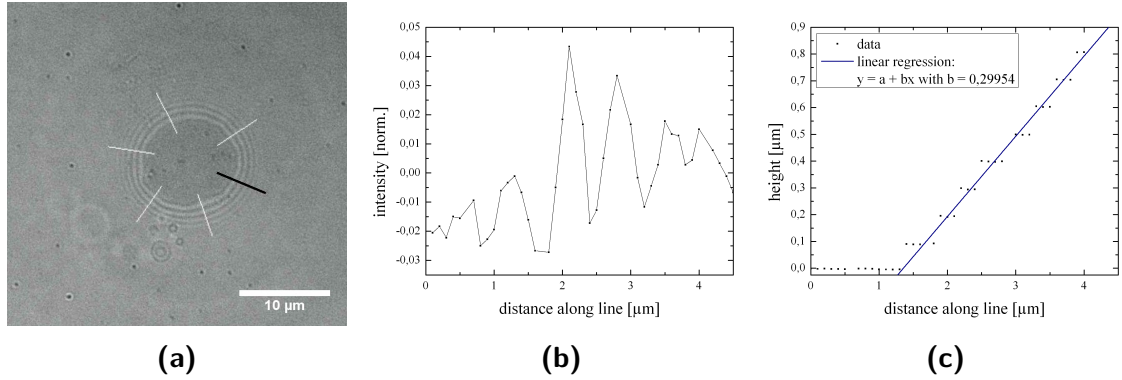 10 µm
(a)
0,05
0,04
0,03
0,02
0,01
0,00
-0,01
-0,02
-0,03
intensity [norm.]
0 1 2 3 4
distance along line [µm]
(b)
0,9
0,8
0,7
0,6
0,5
0,4
0,3
0,2
0,1
0,0
height [µm]
data
linear regression:
y = a + bx with b = 0,29954
0 1 2 3 4
distance along line [µm]
(c)